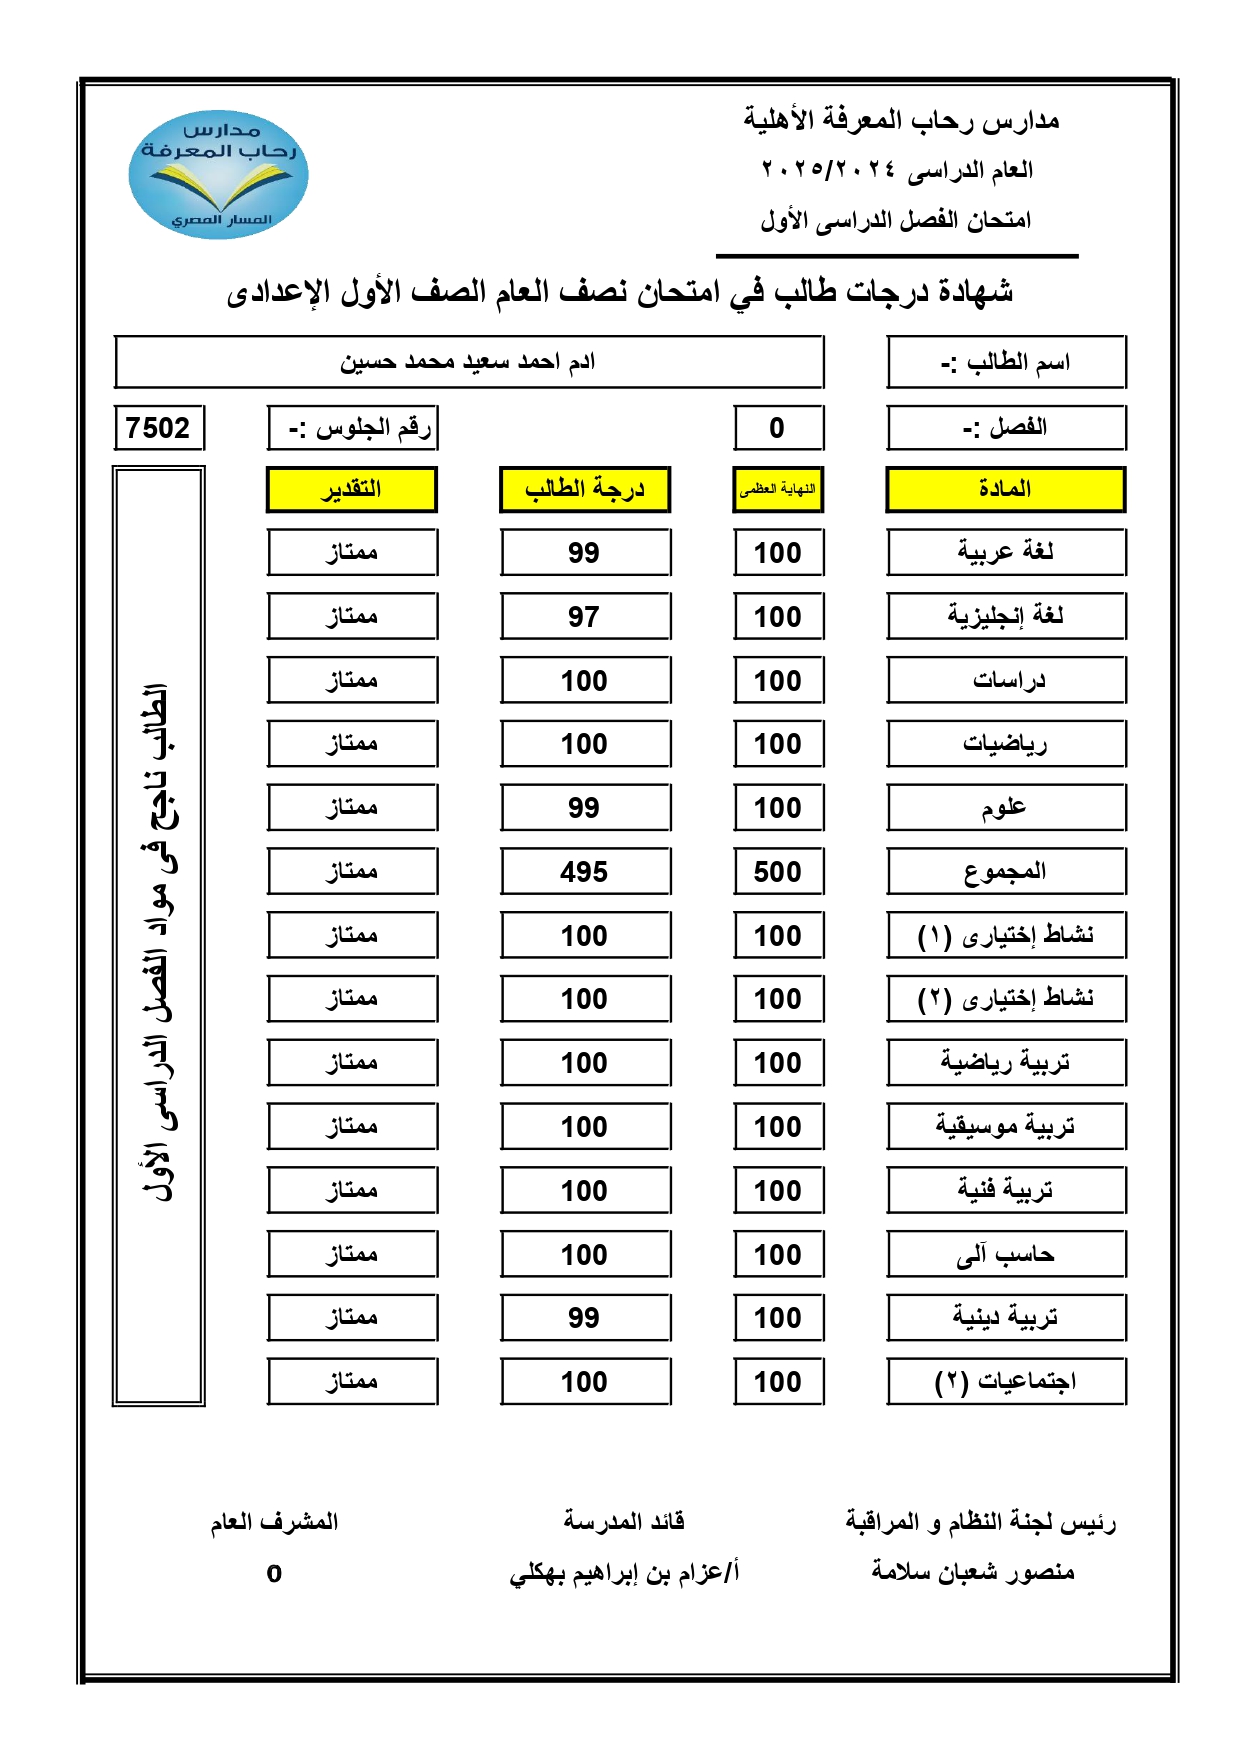 مدارس رحاب المعرفة الأهلية
العام الدراسى ٢٠٢٥/٢٠٢٤
امتحان الفصل الدراسى الأول
مدارس
رحاب المعرفة
المسار المصري
شهادة درجات طالب في امتحان نصف العام الصف الأول الإعدادى
اسم الطالب :- ادم احمد سعيد محمد حسين
الفصل :- 0 رقم الجلوس :- 7502
المادة النهاية العظمى درجة الطالب التقدير
لغة عربية 100 99 ممتاز
لغة إنجليزية 100 97 ممتاز
دراسات 100 100 ممتاز
رياضيات 100 100 ممتاز
علوم 100 99 ممتاز
المجموع 500 495 ممتاز
نشاط إختيارى (١) 100 100 ممتاز
نشاط إختيارى (٢) 100 100 ممتاز
تربية رياضية 100 100 ممتاز
تربية موسيقية 100 100 ممتاز
تربية فنية 100 100 ممتاز
حاسب آلى 100 100 ممتاز
تربية دينية 100 99 ممتاز
اجتماعيات (٢) 100 100 ممتاز
الطالب ناجح فى مواد الفصل الدراسى الأول
رئيس لجنة النظام و المراقبة قائد المدرسة المشرف العام
منصور شعبان سلامة أ/عزام بن إبراهيم بهكلي 0